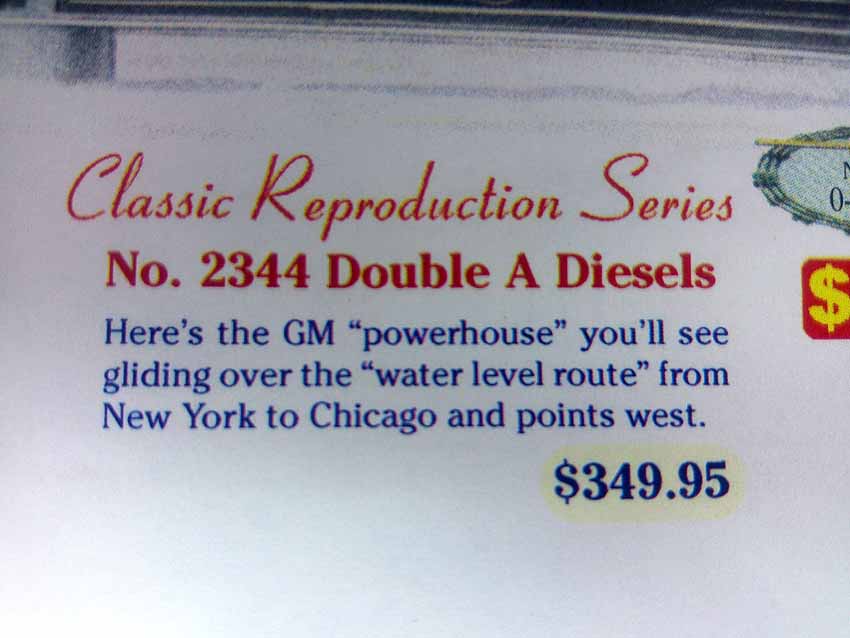 Classic Reproduction Series
No. 2344 Double A Diesels
Here's the GM “powerhouse” you'll see
gliding over the “water level route” from
New York to Chicago and points west.
$349.95
$